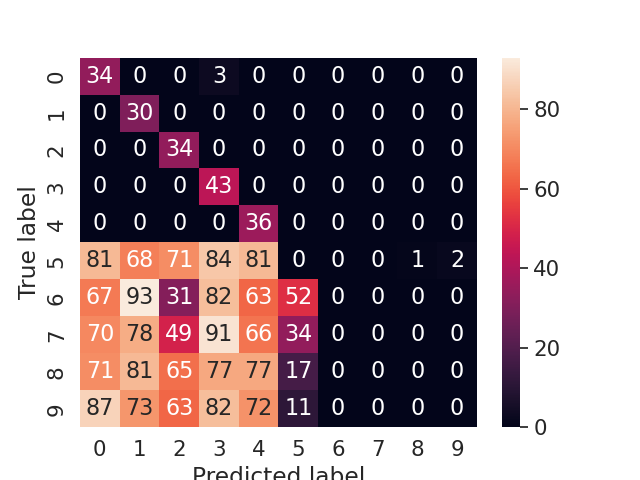 0 34 0 0 3 0 0 0 0 0 0
1 0 30 0 0 0 0 0 0 0 0
2 0 0 34 0 0 0 0 0 0 0
3 0 0 0 43 0 0 0 0 0 0
4 0 0 0 0 36 0 0 0 0 0
5 81 68 71 84 81 0 0 0 1 2
6 67 93 31 82 63 52 0 0 0 0
7 70 78 49 91 66 34 0 0 0 0
8 71 81 65 77 77 17 0 0 0 0
9 87 73 63 82 72 11 0 0 0 0
0 1 2 3 4 5 6 7 8 9
Predicted label
True label
80
60
40
20
0